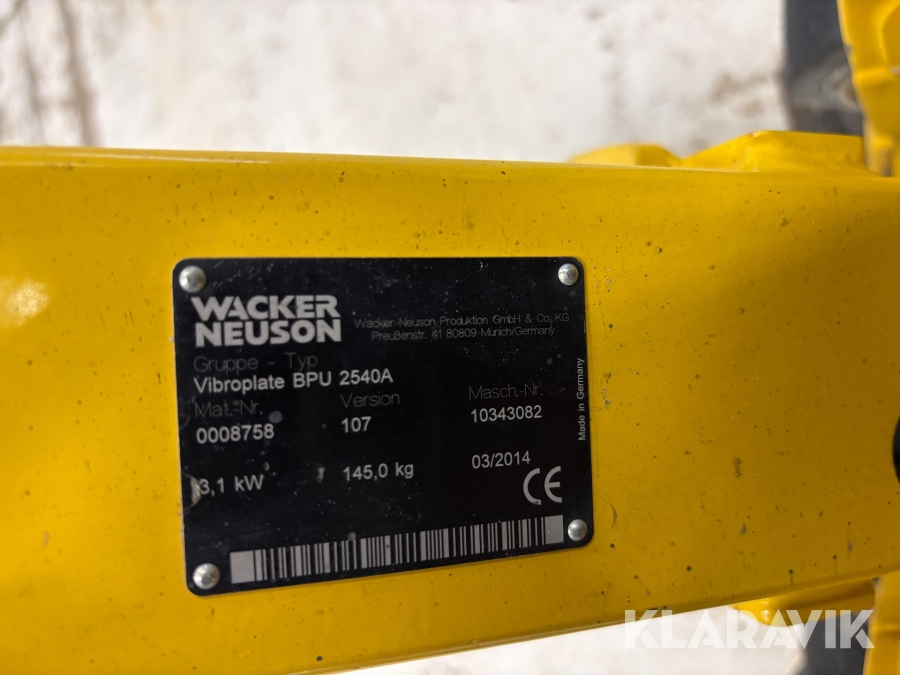 WACKER
NEUSON
Wacker Neuson Produktion GmbH & Co. KG
Preußenstr. 41 80809 Munich/Germany
Gruppe - Typ
Vibroplate BPU 2540A
Mat.-Nr. Version Masch.-Nr.
0008758 107 10343082
3,1 kW 145,0 kg 03/2014
CE
Made in Germany
KLARAVIK